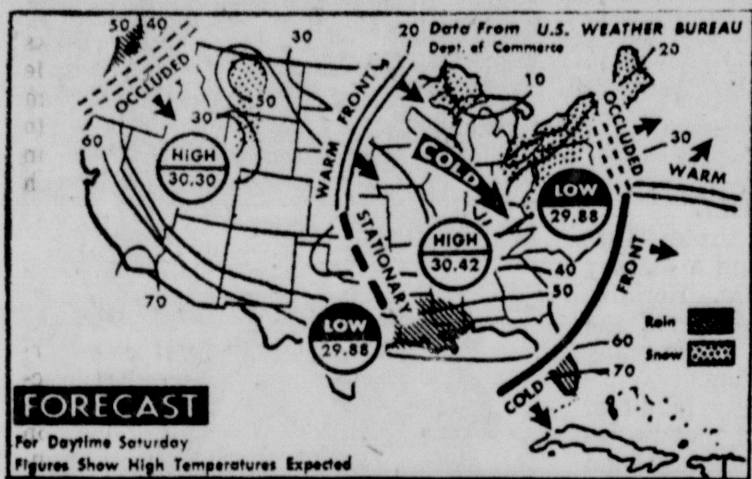 50 40
30
20
Data From U.S. WEATHER BUREAU
Dept. of Commerce
20
OCCLUDED
50
30
60
HIGH
30.30
WARM FRONT
10
COLD
OCCLUDED
30
WARM
LOW
29.88
STATIONARY
HIGH
30.42
FRONT
40
50
70
LOW
29.88
Rain
Snow
60
70
COLD
FORECAST
For Daytime Saturday
Figures Show High Temperatures Expected